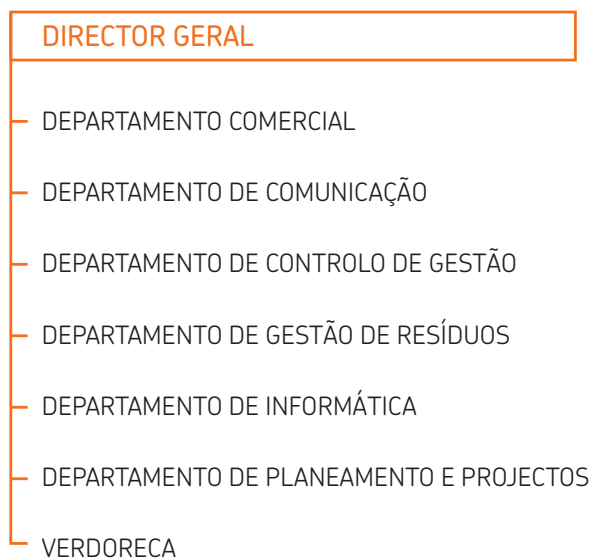 DIRECTOR GERAL
DEPARTAMENTO COMERCIAL
DEPARTAMENTO DE COMUNICAÇÃO
DEPARTAMENTO DE CONTROLO DE GESTÃO
DEPARTAMENTO DE GESTÃO DE RESÍDUOS
DEPARTAMENTO DE INFORMÁTICA
DEPARTAMENTO DE PLANEAMENTO E PROJECTOS
VERDORECA